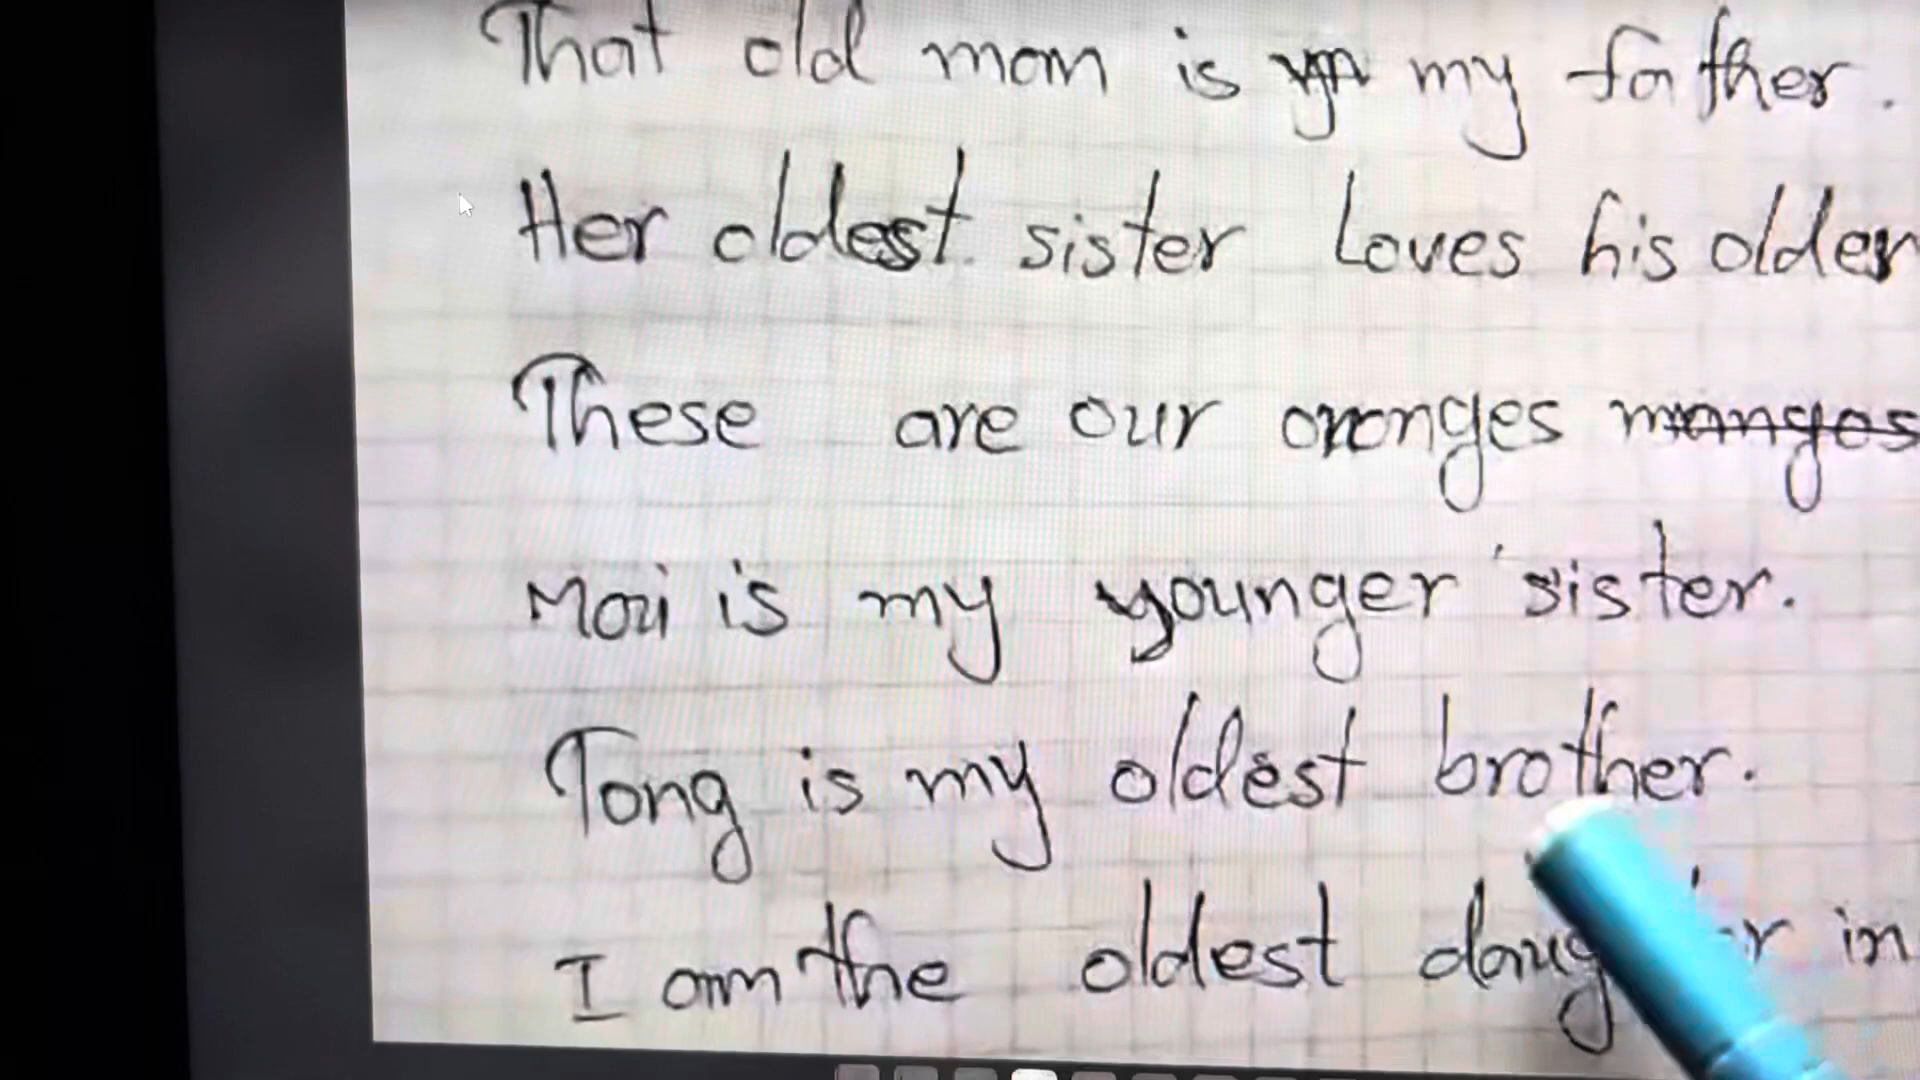 That old man is my father.
Her oldest sister Loves his older
These are our oranges manges
Mai is my younger sister.
Tong is my oldest brother.
I am the oldest in